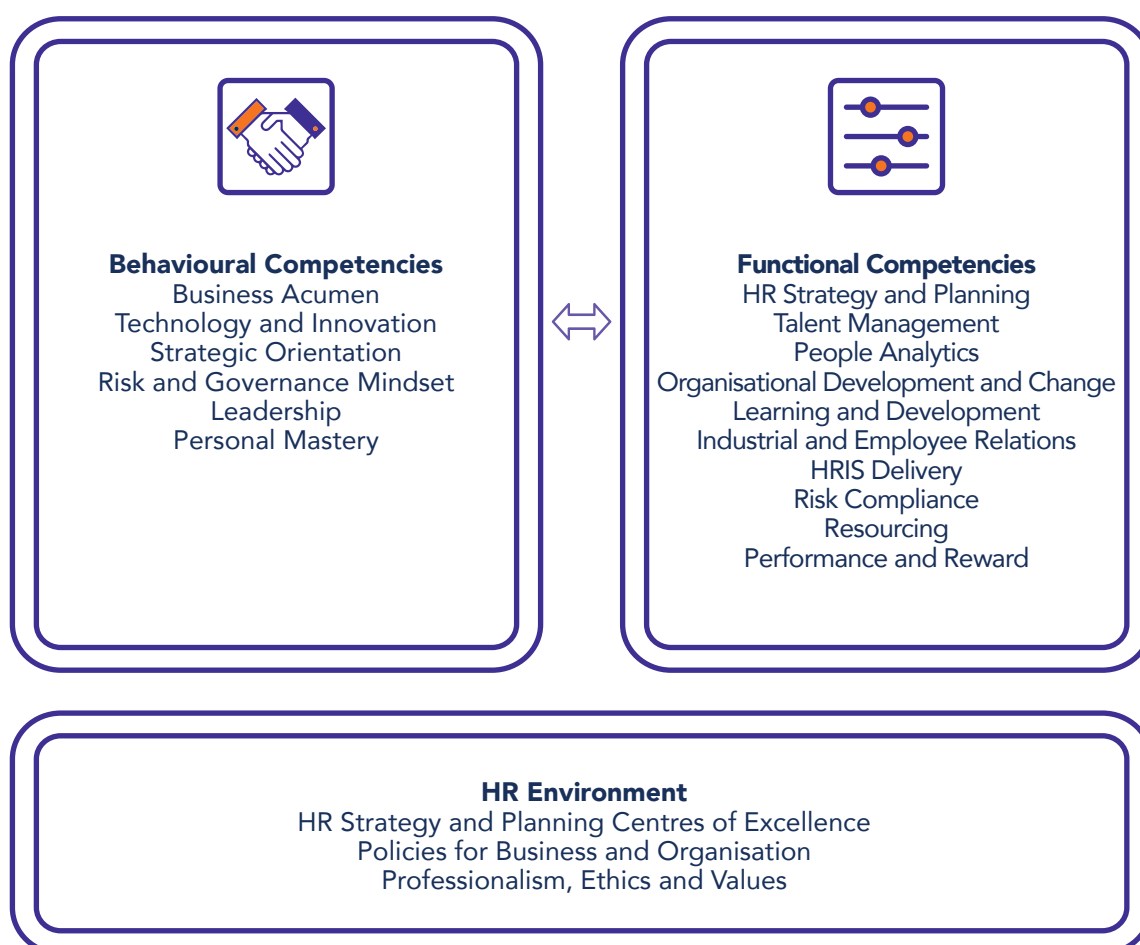 Behavioural Competencies
Business Acumen
Technology and Innovation
Strategic Orientation
Risk and Governance Mindset
Leadership
Personal Mastery
Functional Competencies
HR Strategy and Planning
Talent Management
People Analytics
Organisational Development and Change
Learning and Development
Industrial and Employee Relations
HRIS Delivery
Risk Compliance
Resourcing
Performance and Reward
HR Environment
HR Strategy and Planning Centres of Excellence
Policies for Business and Organisation
Professionalism, Ethics and Values